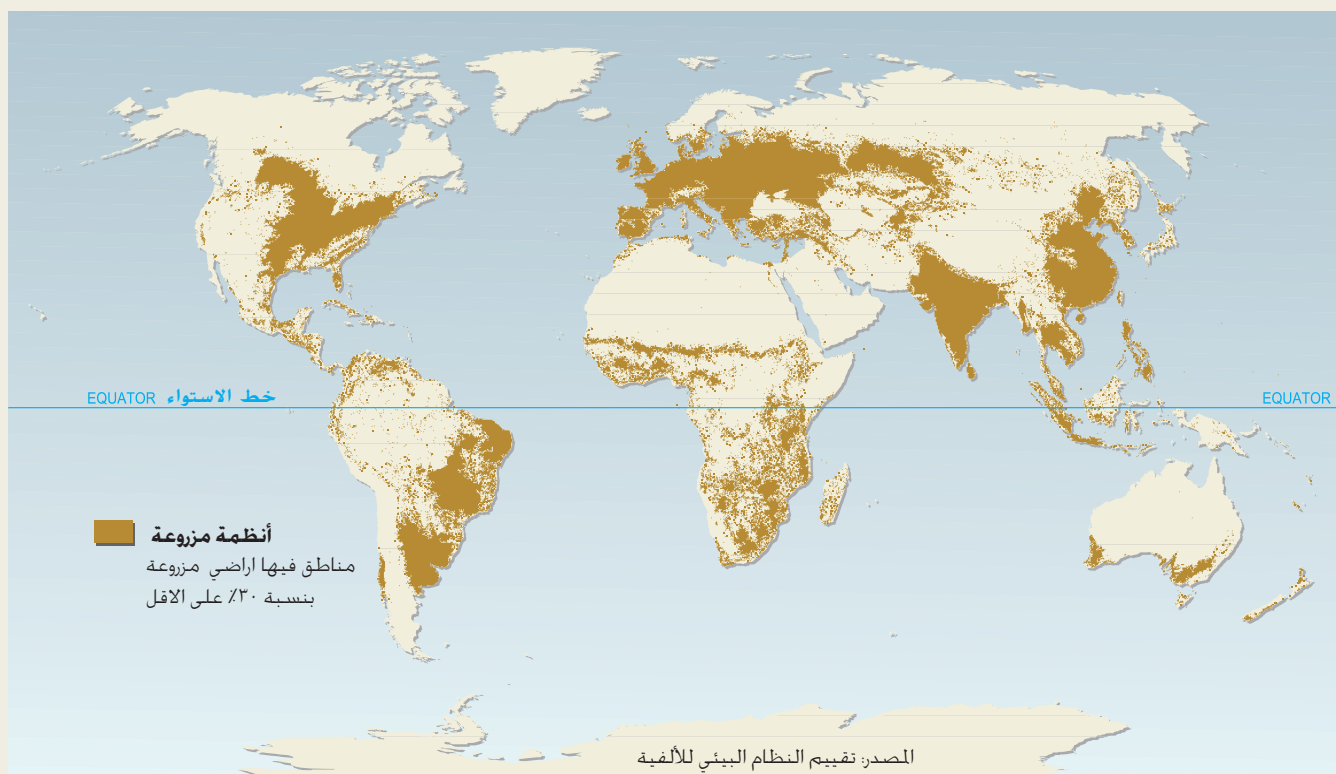 خط الاستواء EQUATOR
EQUATOR
أنظمة مزروعة
مناطق فيها اراضي مزروعة
بنسبة ٣٠٪ على الاقل
المصدر: تقييم النظام البيئي للألفية